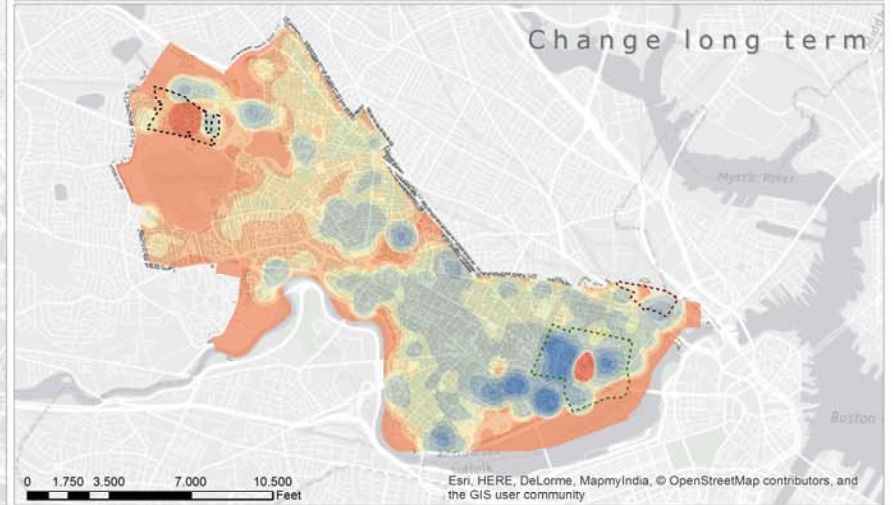 Change long term
Mystic River
Boston
0 1.750 3.500 7.000 10.500
Feet
Esri, HERE, DeLorme, MapmyIndia, © OpenStreetMap contributors, and
the GIS user community